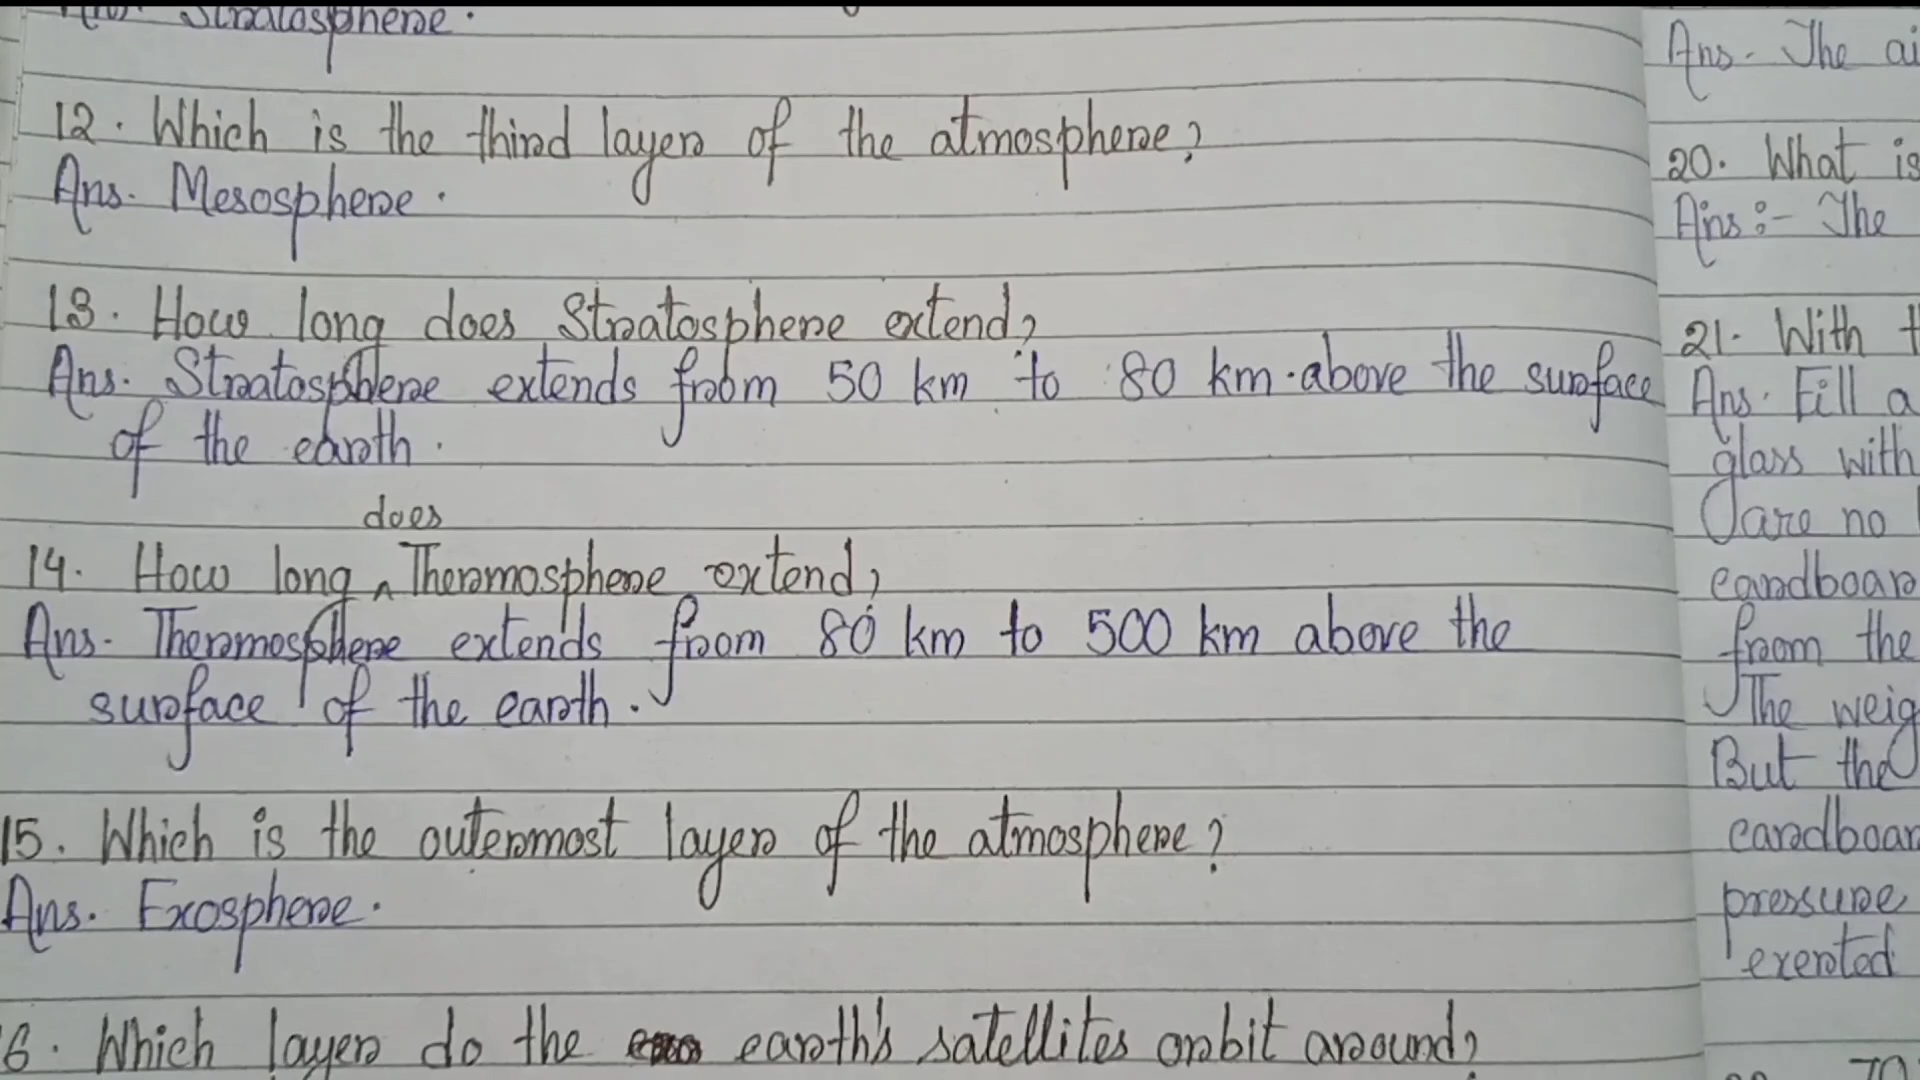 Ans. Stratosphere.
12. Which is the third layer of the atmosphere?
Ans. Mesosphere.
13. How long does Stratosphere extend?
Ans. Stratosphere extends from 50 km to 80 km. above the surface
of the earth.
does
14. How long ^ Thermosphere extend?
Ans. Thermosphere extends from 80 km to 500 km above the
surface of the earth.
15. Which is the outermost layer of the atmosphere?
Ans. Exosphere.
6. Which layer do the earth's satellites orbit around?
Ans. The ai
20. What is
Ans:- The
21. With t
Ans. Fill a
glass with
are no
cardboar
from the
The weig
But the
cardboar
pressure
exerted